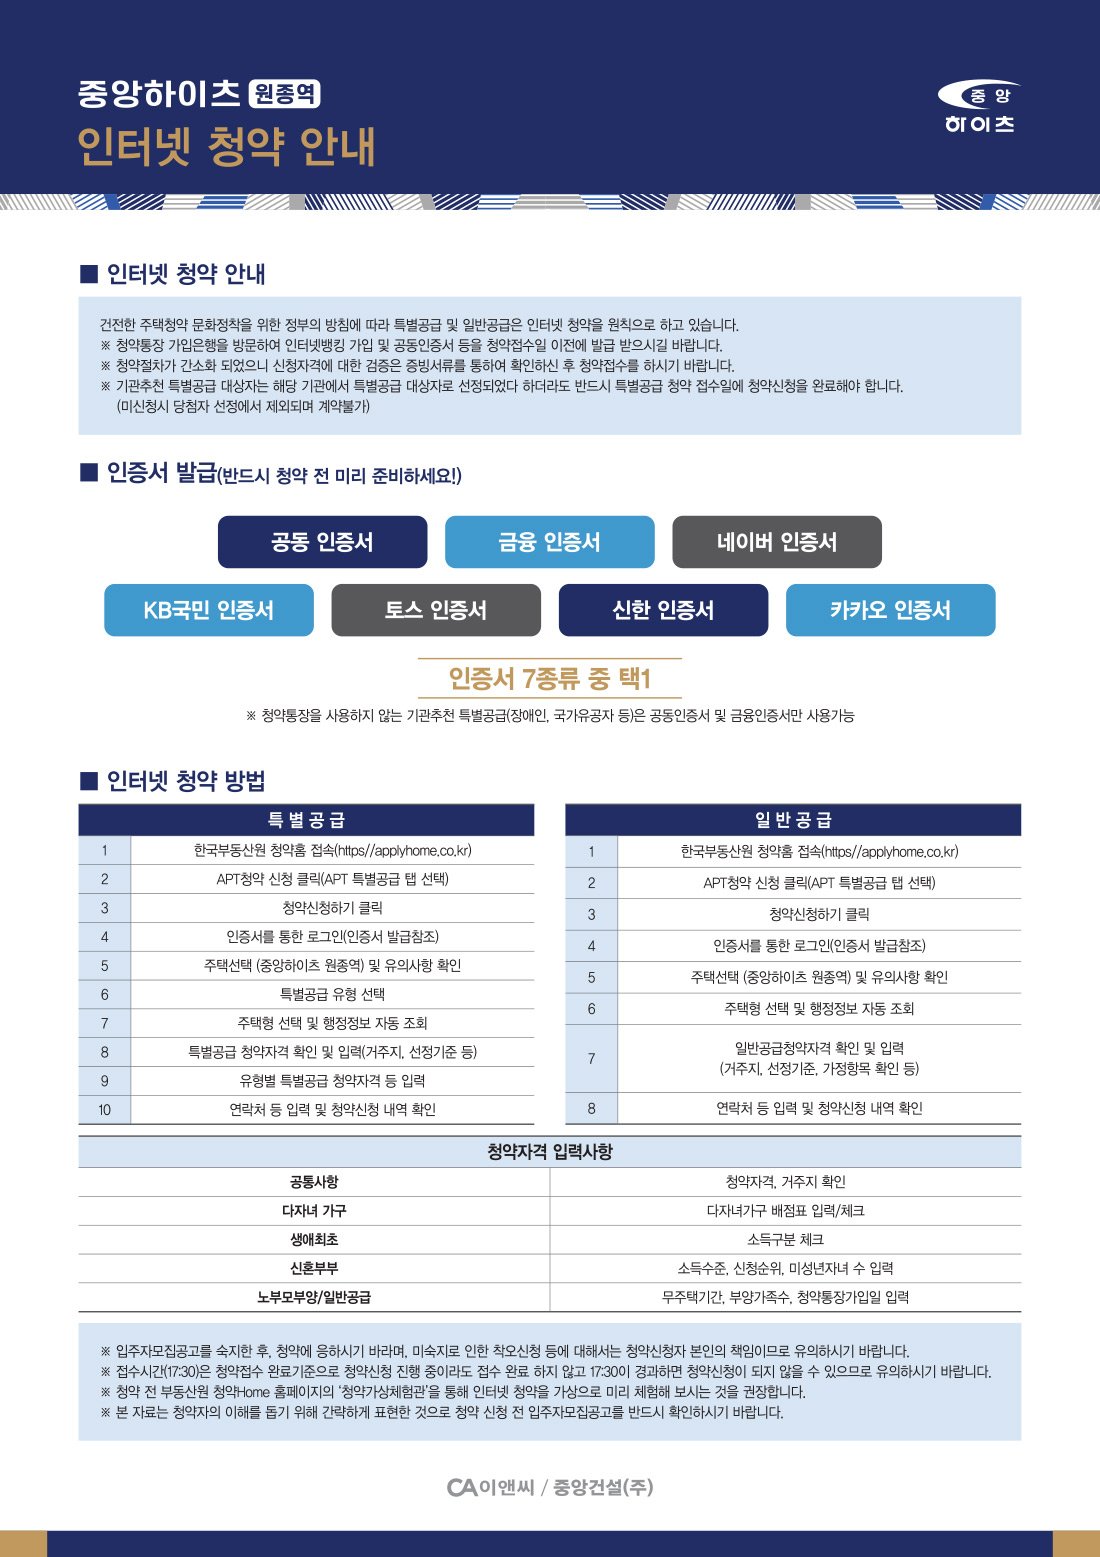 중앙하이츠 원종역
인터넷 청약 안내
중앙
하이츠
■ 인터넷 청약 안내
건전한 주택청약 문화정착을 위한 정부의 방침에 따라 특별공급 및 일반공급은 인터넷 청약을 원칙으로 하고 있습니다.
※ 청약통장 가입은행을 방문하여 인터넷뱅킹 가입 및 공동인증서 등을 청약접수일 이전에 발급 받으시길 바랍니다.
※ 청약절차가 간소화 되었으니 신청자격에 대한 검증은 증빙서류를 통하여 확인하신 후 청약접수를 하시기 바랍니다.
※ 기관추천 특별공급 대상자는 해당 기관에서 특별공급 대상자로 선정되었다 하더라도 반드시 특별공급 청약 접수일에 청약신청을 완료해야 합니다.
(미신청시 당첨자 선정에서 제외되며 계약불가)
■ 인증서 발급(반드시 청약 전 미리 준비하세요!)
공동 인증서 금융 인증서 네이버 인증서
KB국민 인증서 토스 인증서 신한 인증서 카카오 인증서
인증서 7종류 중 택1
※ 청약통장을 사용하지 않는 기관추천 특별공급(장애인, 국가유공자 등)은 공동인증서 및 금융인증서만 사용가능
■ 인터넷 청약 방법
특별공급
1 한국부동산원 청약홈 접속(https//applyhome.co.kr)
2 APT청약 신청 클릭(APT 특별공급 탭 선택)
3 청약신청하기 클릭
4 인증서를 통한 로그인(인증서 발급참조)
5 주택선택 (중앙하이츠 원종역) 및 유의사항 확인
6 특별공급 유형 선택
7 주택형 선택 및 행정정보 자동 조회
8 특별공급 청약자격 확인 및 입력(거주지, 선정기준 등)
9 유형별 특별공급 청약자격 등 입력
10 연락처 등 입력 및 청약신청 내역 확인
일반공급
1 한국부동산원 청약홈 접속(https//applyhome.co.kr)
2 APT청약 신청 클릭(APT 특별공급 탭 선택)
3 청약신청하기 클릭
4 인증서를 통한 로그인(인증서 발급참조)
5 주택선택 (중앙하이츠 원종역) 및 유의사항 확인
6 주택형 선택 및 행정정보 자동 조회
7 일반공급청약자격 확인 및 입력
(거주지, 선정기준, 가정항목 확인 등)
8 연락처 등 입력 및 청약신청 내역 확인
청약자격 입력사항
공통사항 청약자격, 거주지 확인
다자녀 가구 다자녀가구 배점표 입력/체크
생애최초 소득구분 체크
신혼부부 소득수준, 신청순위, 미성년자녀 수 입력
노부모부양/일반공급 무주택기간, 부양가족수, 청약통장가입일 입력
※ 입주자모집공고를 숙지한 후, 청약에 응하시기 바라며, 미숙지로 인한 착오신청 등에 대해서는 청약신청자 본인의 책임이므로 유의하시기 바랍니다.
※ 접수시간(17:30)은 청약접수 완료기준으로 청약신청 진행 중이라도 접수 완료 하지 않고 17:30이 경과하면 청약신청이 되지 않을 수 있으므로 유의하시기 바랍니다.
※ 청약 전 부동산원 청약Home 홈페이지의 '청약가상체험관'을 통해 인터넷 청약을 가상으로 미리 체험해 보시는 것을 권장합니다.
※ 본 자료는 청약자의 이해를 돕기 위해 간략하게 표현한 것으로 청약 신청 전 입주자모집공고를 반드시 확인하시기 바랍니다.
CA이앤씨 / 중앙건설(주)